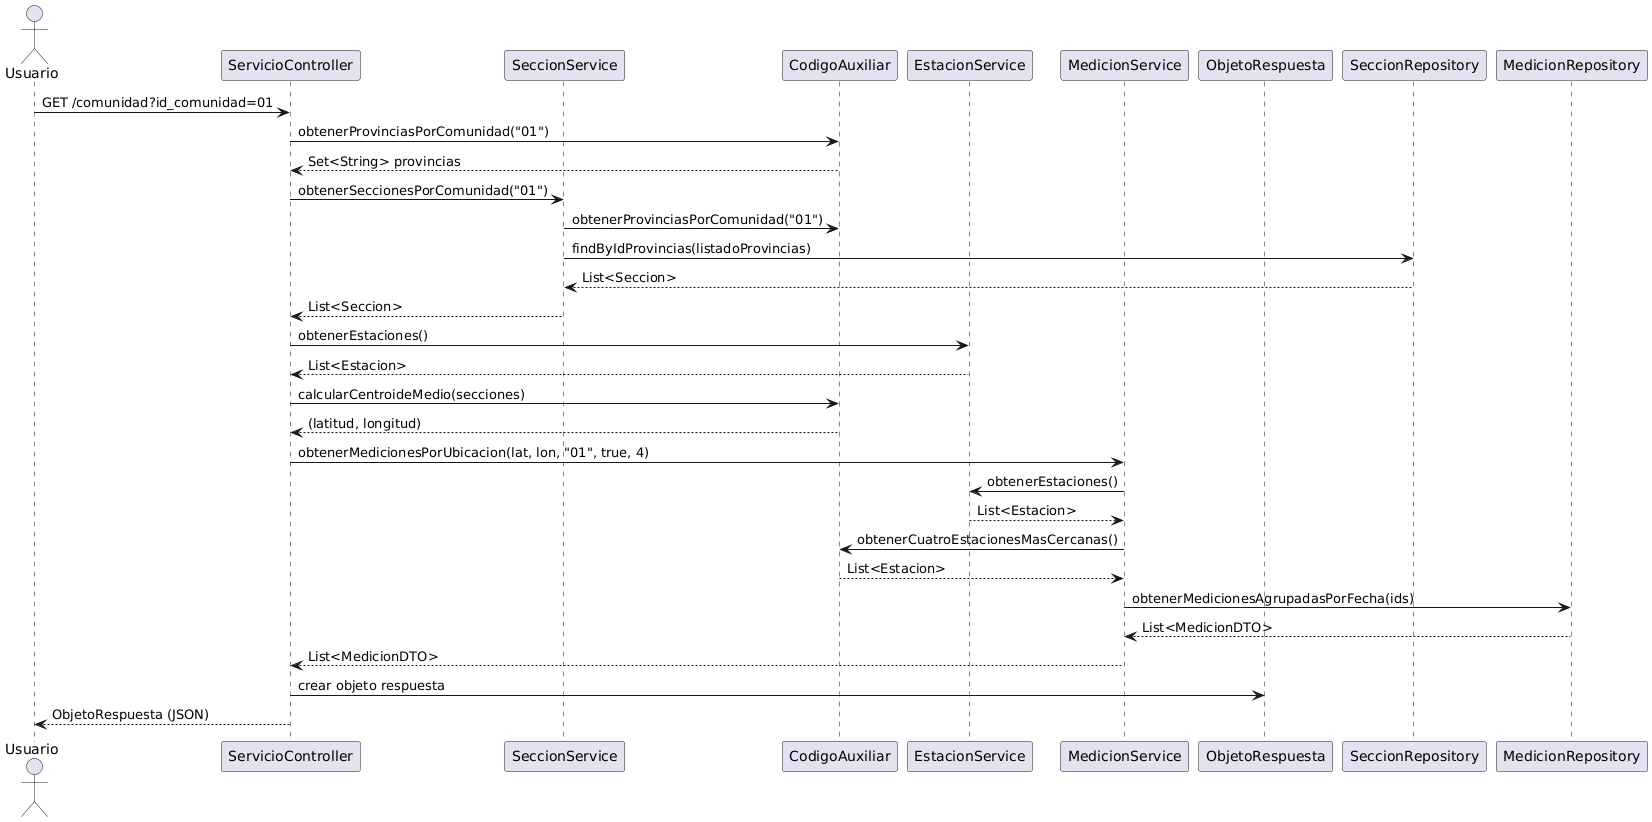 Usuario
ServicioController
SeccionService
CodigoAuxiliar
EstacionService
MedicionService
ObjetoRespuesta
SeccionRepository
MedicionRepository
GET /comunidad?id_comunidad=01
obtenerProvinciasPorComunidad("01")
Set<String> provincias
obtenerSeccionesPorComunidad("01")
obtenerProvinciasPorComunidad("01")
findByIdProvincias(listadoProvincias)
List<Seccion>
List<Seccion>
obtenerEstaciones()
List<Estacion>
calcularCentroideMedio(secciones)
(latitud, longitud)
obtenerMedicionesPorUbicacion(lat, lon, "01", true, 4)
obtenerEstaciones()
List<Estacion>
obtenerCuatroEstacionesMasCercanas()
List<Estacion>
obtenerMedicionesAgrupadasPorFecha(ids)
List<MedicionDTO>
List<MedicionDTO>
crear objeto respuesta
ObjetoRespuesta (JSON)
Usuario
ServicioController
SeccionService
CodigoAuxiliar
EstacionService
MedicionService
ObjetoRespuesta
SeccionRepository
MedicionRepository